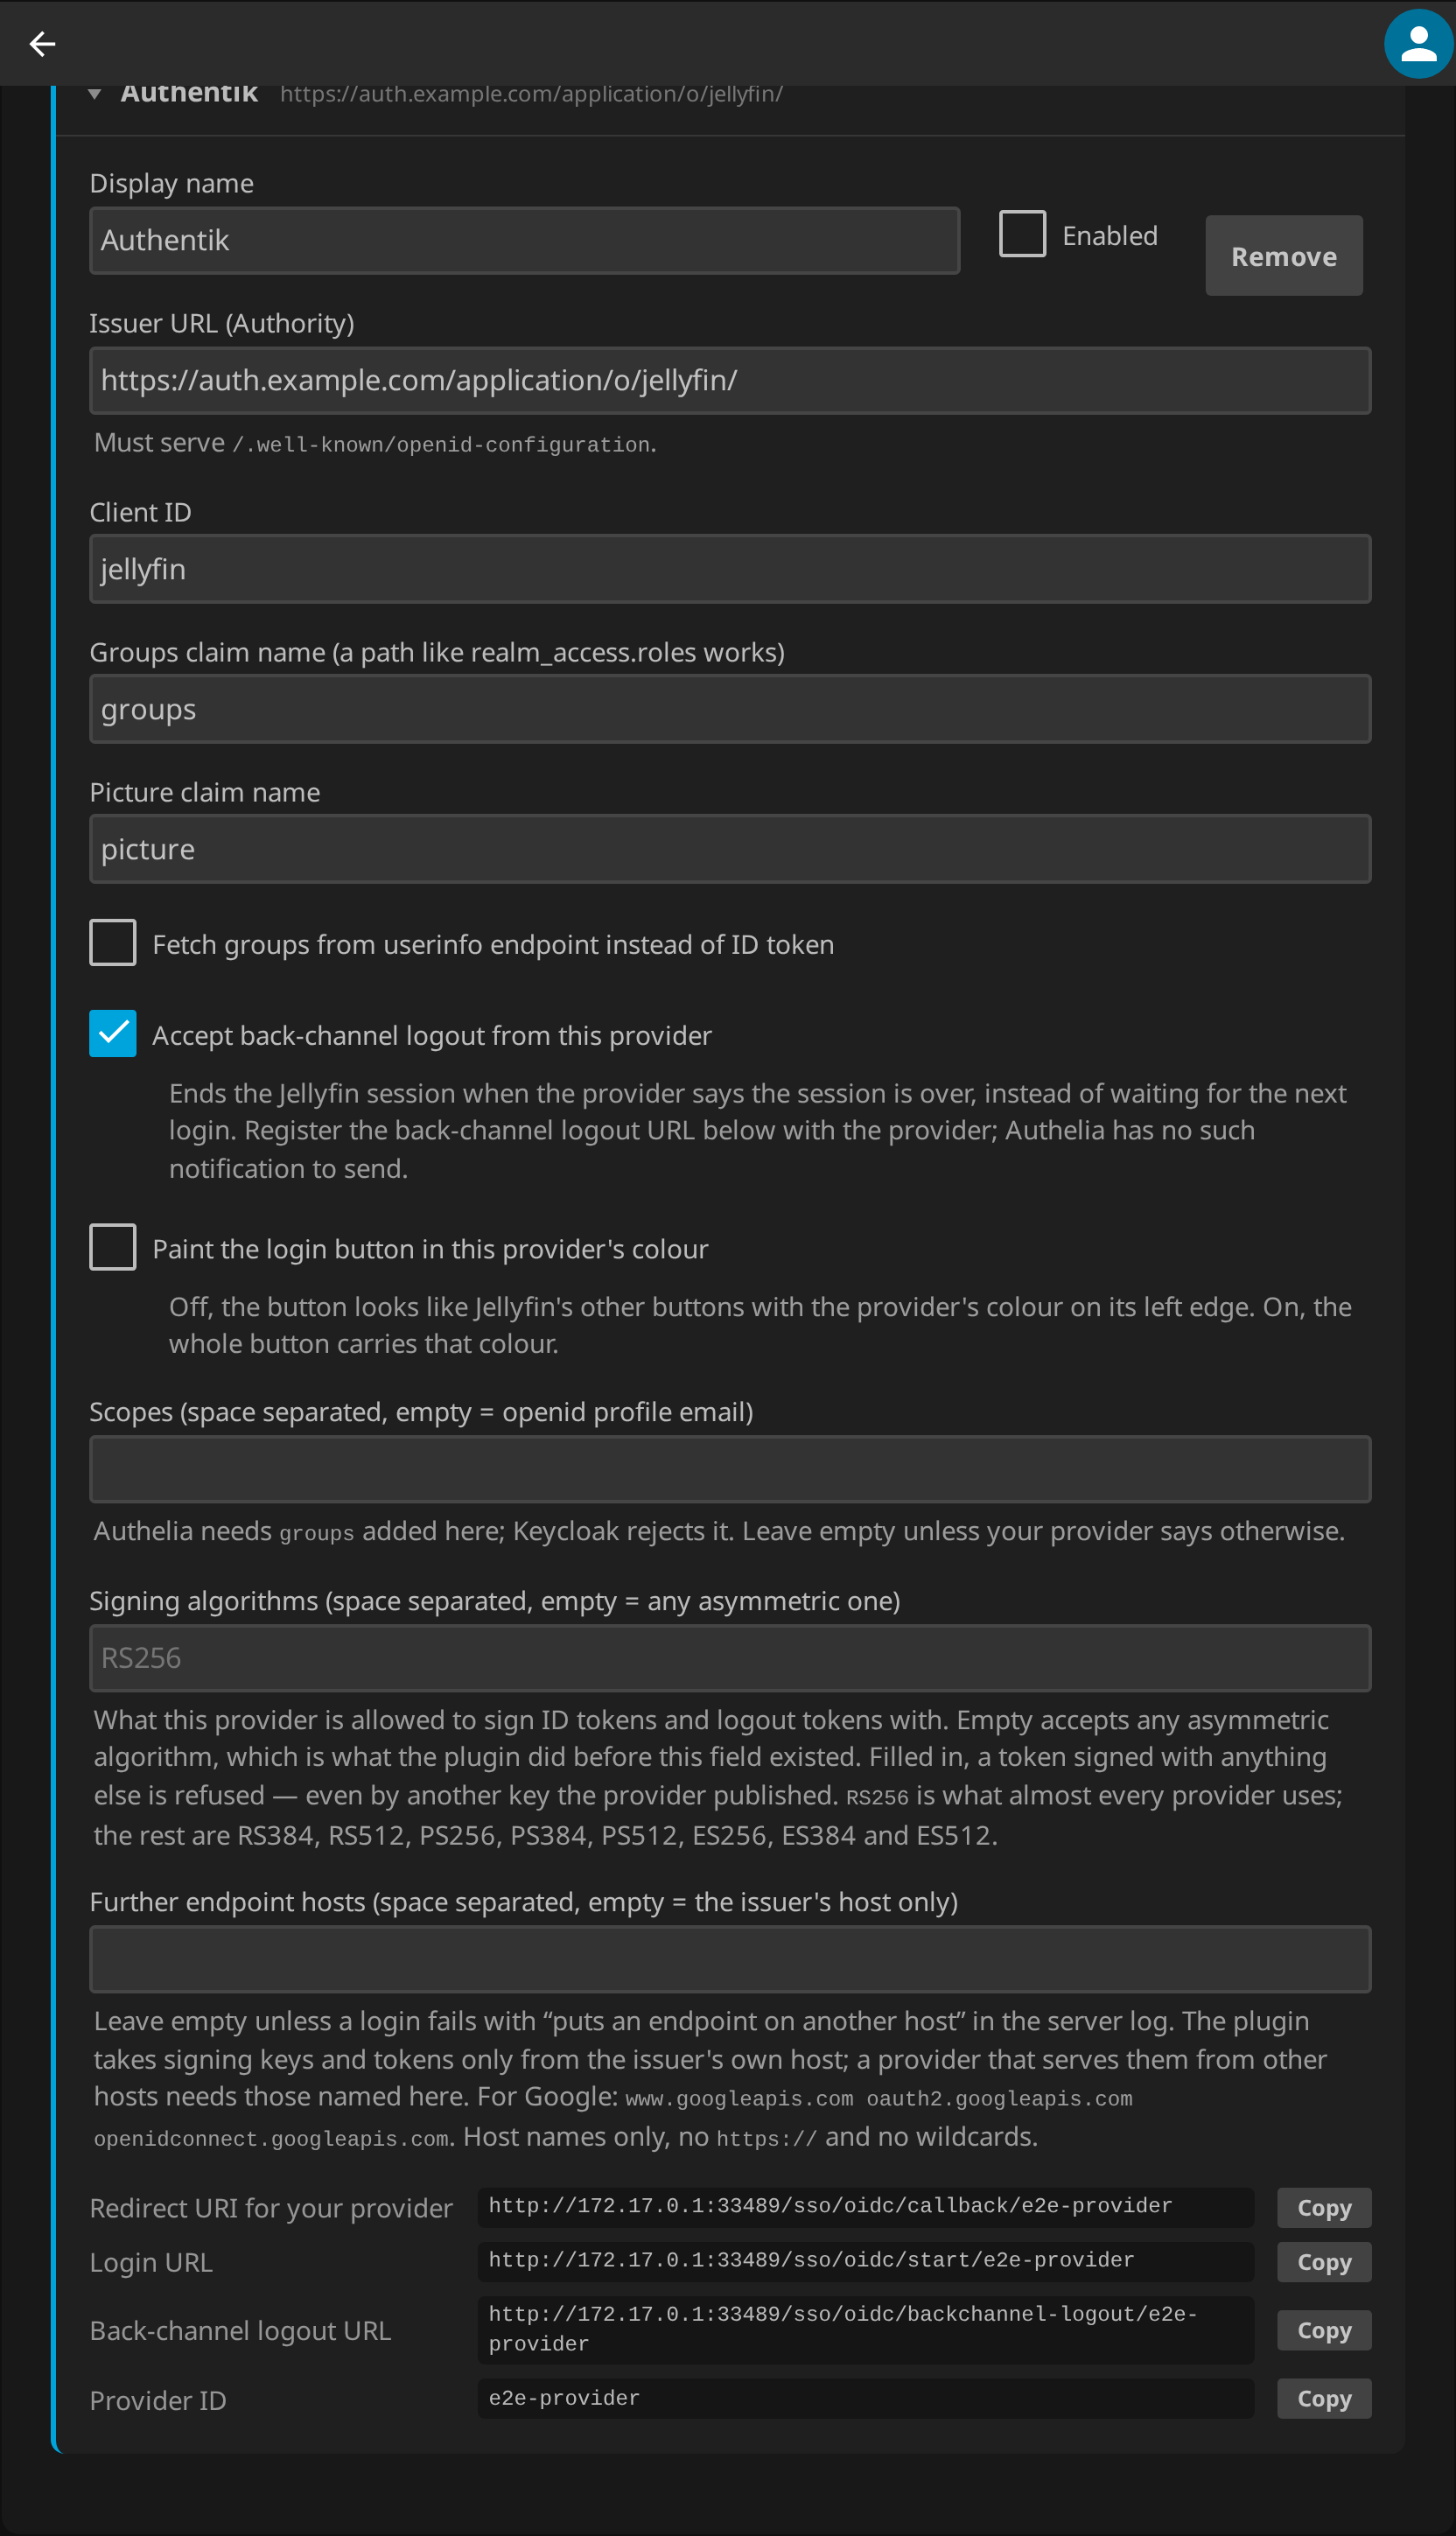 Authentik https://auth.example.com/application/o/jellyfin/
Display name
Authentik
Enabled
Remove
Issuer URL (Authority)
https://auth.example.com/application/o/jellyfin/
Must serve /.well-known/openid-configuration.
Client ID
jellyfin
Groups claim name (a path like realm_access.roles works)
groups
Picture claim name
picture
Fetch groups from userinfo endpoint instead of ID token
Accept back-channel logout from this provider
Ends the Jellyfin session when the provider says the session is over, instead of waiting for the next
login. Register the back-channel logout URL below with the provider; Authelia has no such
notification to send.
Paint the login button in this provider's colour
Off, the button looks like Jellyfin's other buttons with the provider's colour on its left edge. On, the
whole button carries that colour.
Scopes (space separated, empty = openid profile email)
Authelia needs groups added here; Keycloak rejects it. Leave empty unless your provider says otherwise.
Signing algorithms (space separated, empty = any asymmetric one)
RS256
What this provider is allowed to sign ID tokens and logout tokens with. Empty accepts any asymmetric
algorithm, which is what the plugin did before this field existed. Filled in, a token signed with anything
else is refused — even by another key the provider published. RS256 is what almost every provider uses;
the rest are RS384, RS512, PS256, PS384, PS512, ES256, ES384 and ES512.
Further endpoint hosts (space separated, empty = the issuer's host only)
Leave empty unless a login fails with “puts an endpoint on another host” in the server log. The plugin
takes signing keys and tokens only from the issuer's own host; a provider that serves them from other
hosts needs those named here. For Google: www.googleapis.com oauth2.googleapis.com
openidconnect.googleapis.com. Host names only, no https:// and no wildcards.
Redirect URI for your provider http://172.17.0.1:33489/sso/oidc/callback/e2e-provider Copy
Login URL http://172.17.0.1:33489/sso/oidc/start/e2e-provider Copy
Back-channel logout URL http://172.17.0.1:33489/sso/oidc/backchannel-logout/e2e-
provider Copy
Provider ID e2e-provider Copy